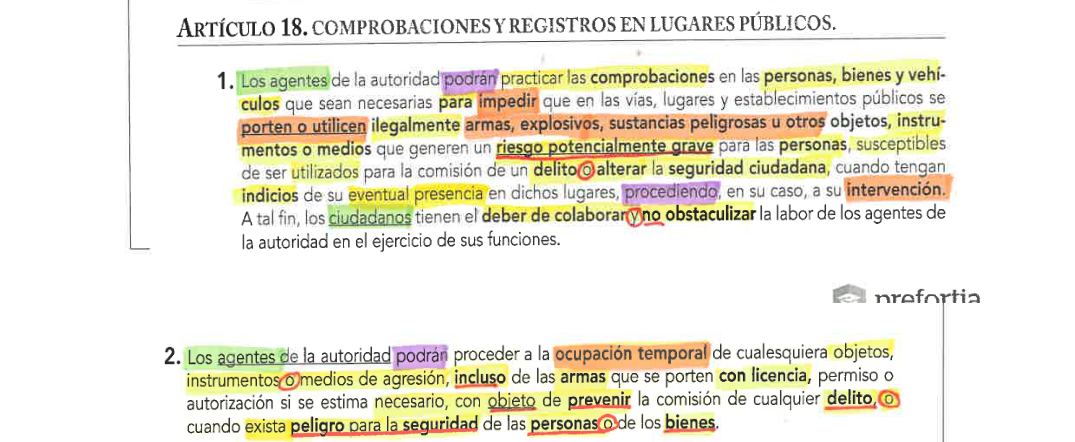 ARTÍCULO 18. COMPROBACIONES Y REGISTROS EN LUGARES PÚBLICOS.
1. Los agentes de la autoridad podrán practicar las comprobaciones en las personas, bienes y vehí-
culos que sean necesarias para impedir que en las vías, lugares y establecimientos públicos se
porten o utilicen ilegalmente armas, explosivos, sustancias peligrosas u otros objetos, instru-
mentos o medios que generen un riesgo potencialmente grave para las personas, susceptibles
de ser utilizados para la comisión de un delito o alterar la seguridad ciudadana, cuando tengan
indicios de su eventual presencia en dichos lugares, procediendo, en su caso, a su intervención.
A tal fin, los ciudadanos tienen el deber de colaborar y no obstaculizar la labor de los agentes de
la autoridad en el ejercicio de sus funciones.
prefortia
2. Los agentes de la autoridad podrán proceder a la ocupación temporal de cualesquiera objetos,
instrumentos o medios de agresión, incluso de las armas que se porten con licencia, permiso o
autorización si se estima necesario, con objeto de prevenir la comisión de cualquier delito, o
cuando exista peligro para la seguridad de las personas o de los bienes.